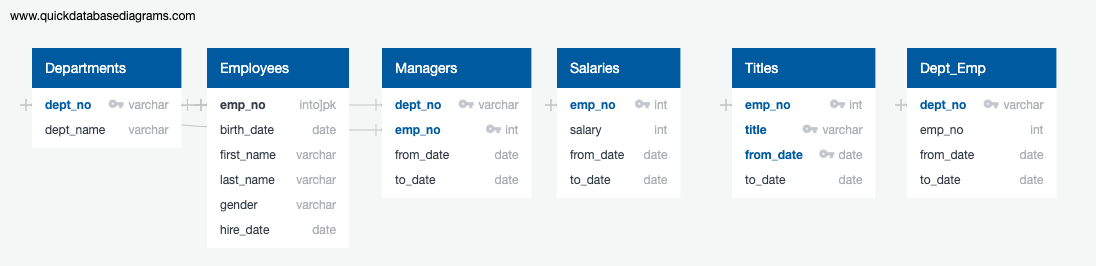 www.quickdatabasediagrams.com
Departments
dept_no varchar
dept_name varchar
Employees
emp_no into]pk
birth_date date
first_name varchar
last_name varchar
gender varchar
hire_date date
Managers
dept_no varchar
emp_no int
from_date date
to_date date
Salaries
emp_no int
salary int
from_date date
to_date date
Titles
emp_no int
title varchar
from_date date
to_date date
Dept_Emp
dept_no varchar
emp_no int
from_date date
to_date date